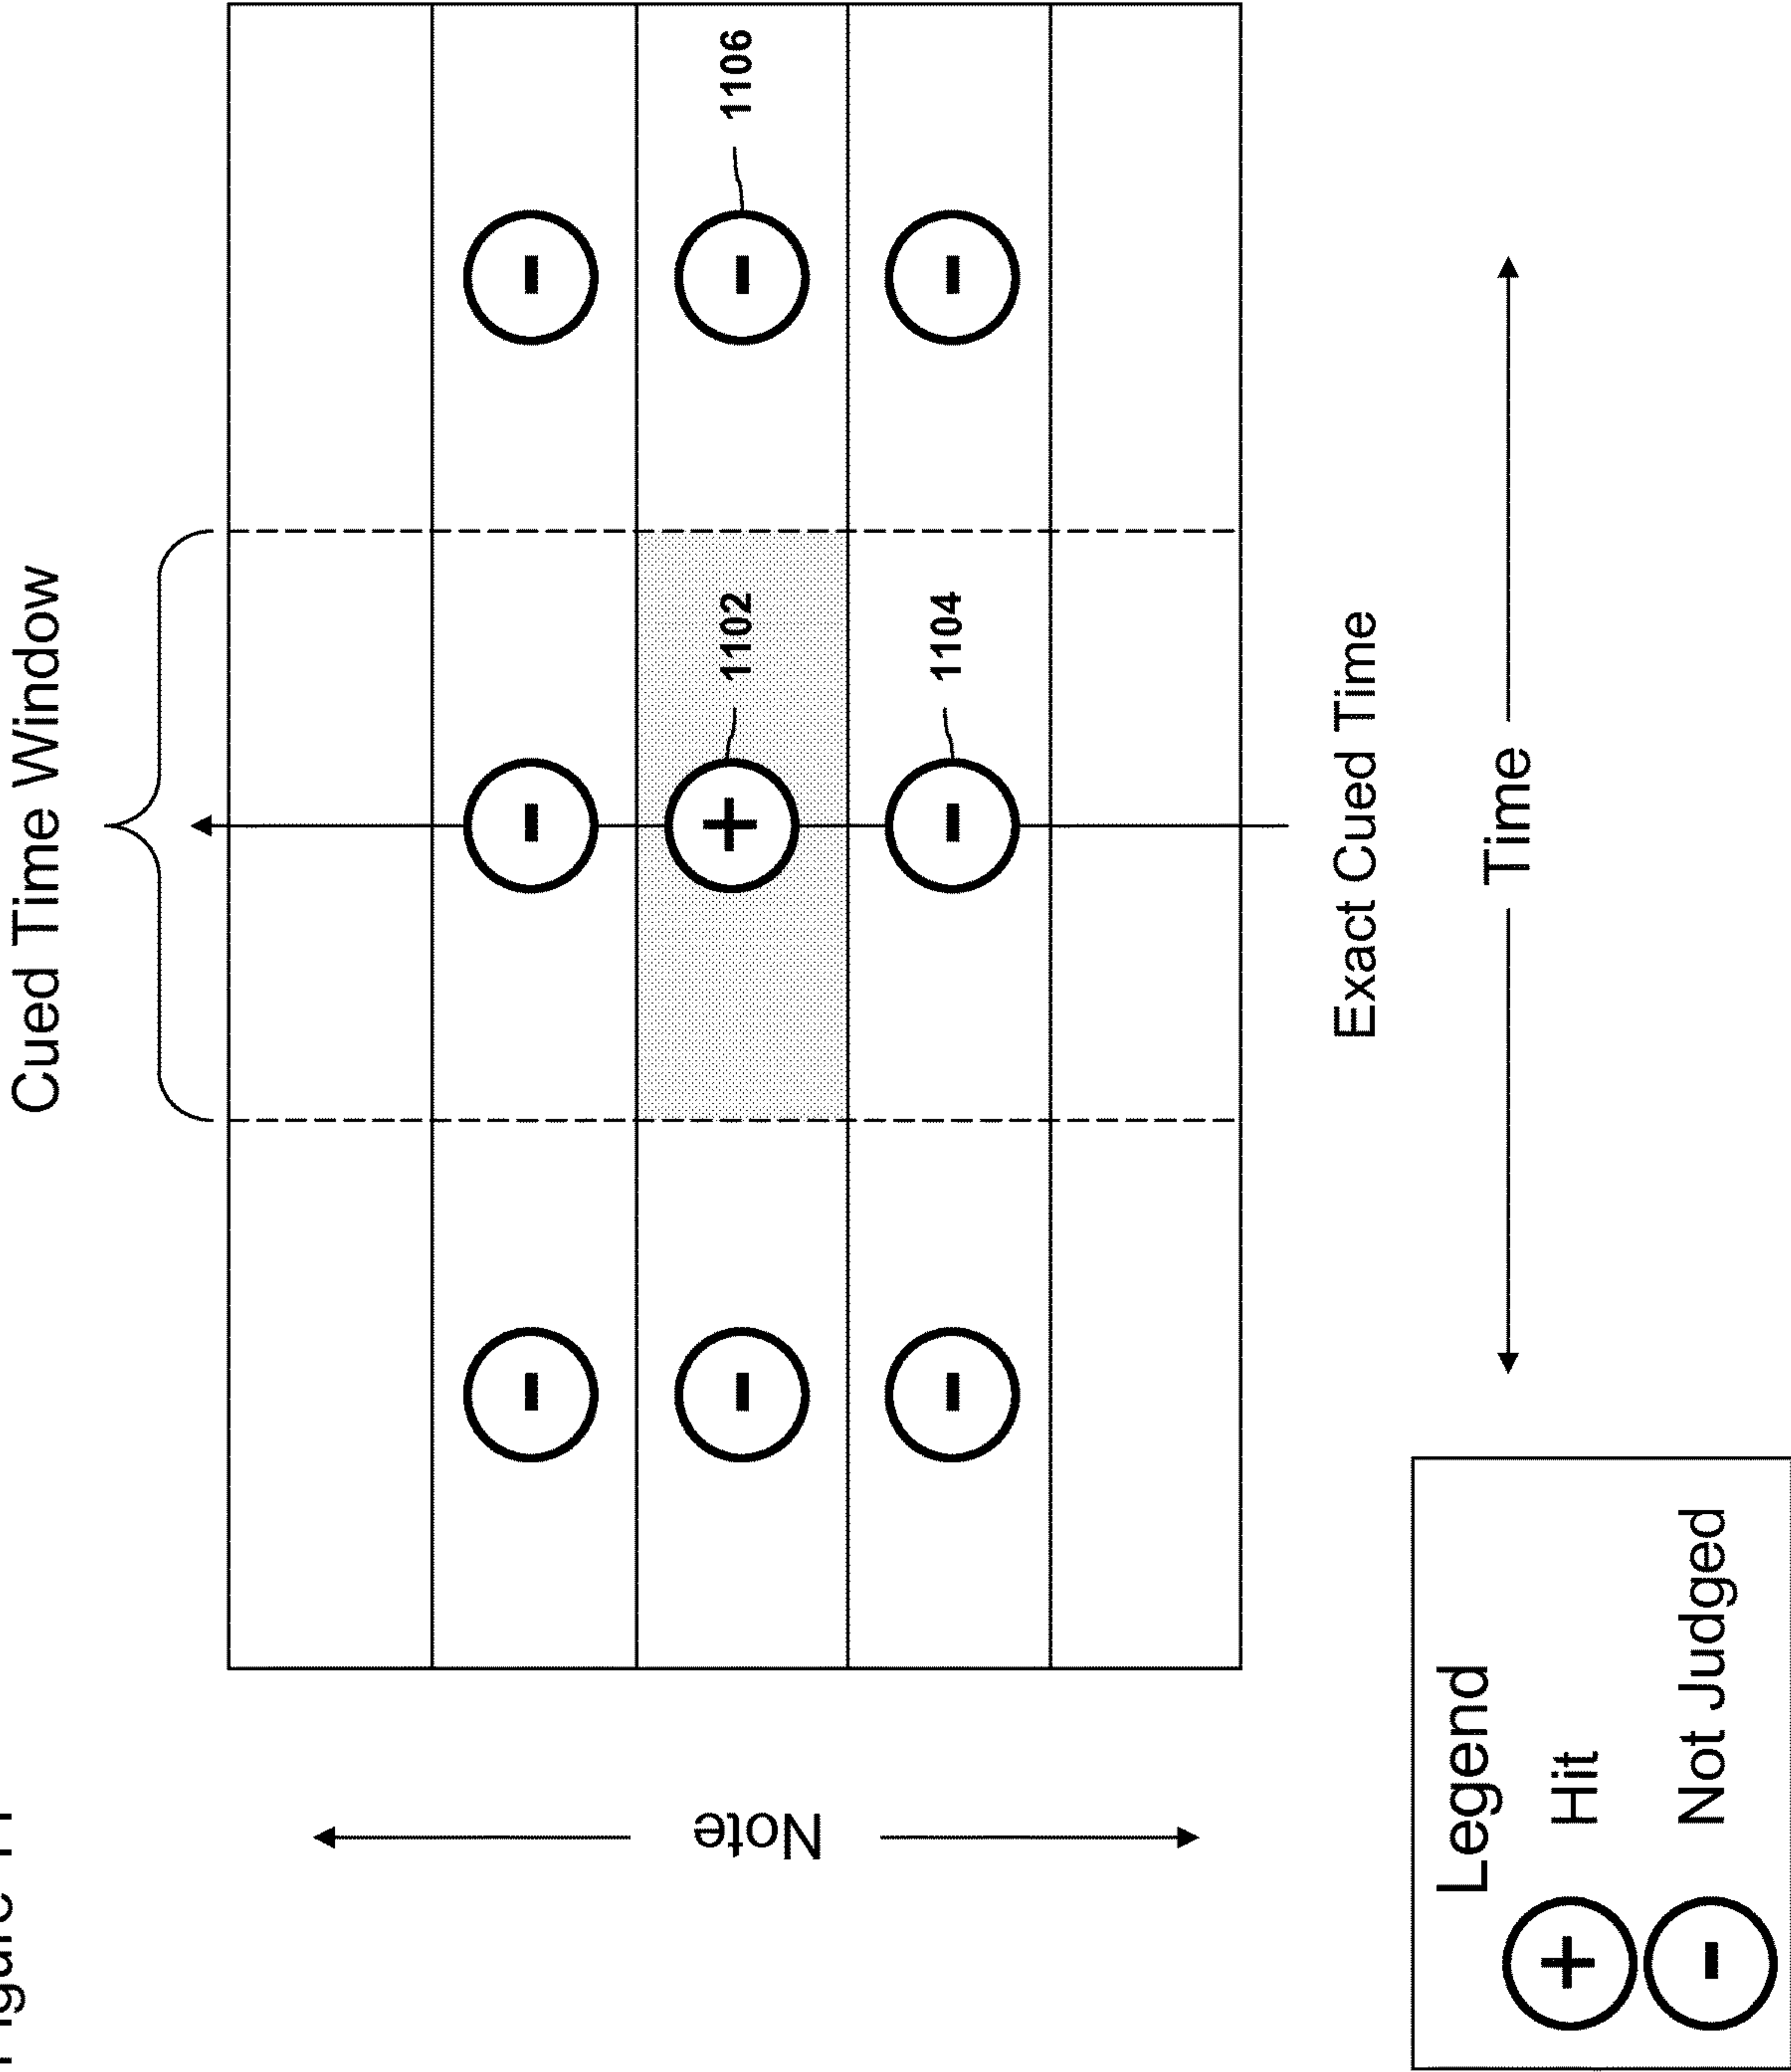 Figure 11
Cued Time Window
Note
1106
1102
1104
Exact Cued Time
Time
Legend
+ Hit
- Not Judged